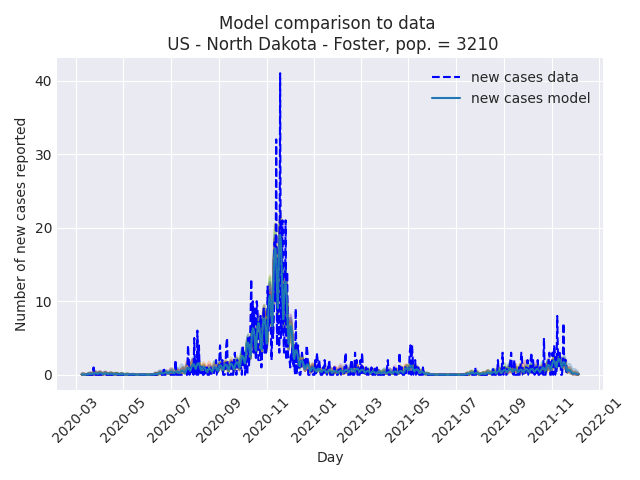 Model comparison to data
US - North Dakota - Foster, pop. = 3210
new cases data
new cases model
Number of new cases reported
40
30
20
10
0
2020-03
2020-05
2020-07
2020-09
2020-11
2021-01
2021-03
2021-05
2021-07
2021-09
2021-11
2022-01
Day